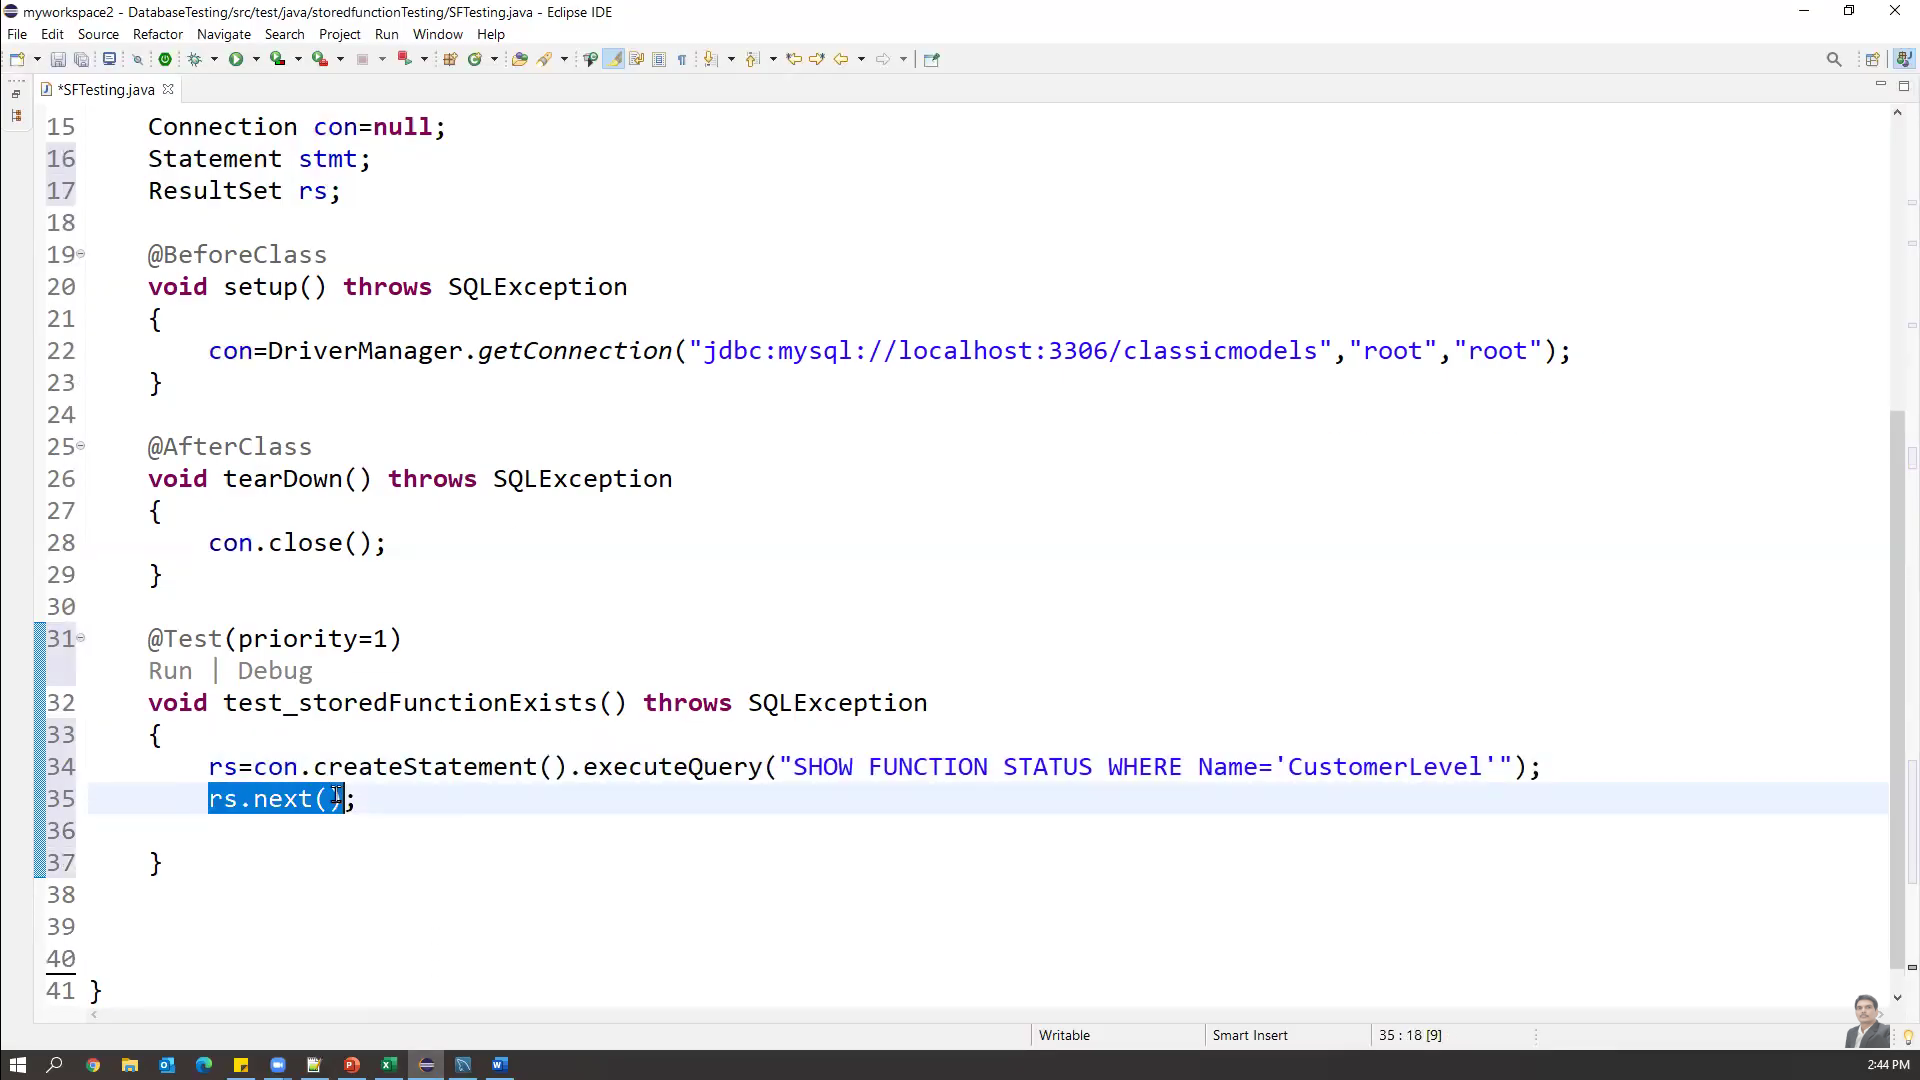 myworkspace2 - DatabaseTesting/src/test/java/storedfunctionTesting/SFTesting.java - Eclipse IDE
File Edit Source Refactor Navigate Search Project Run Window Help
*SFTesting.java
15 Connection con=null;
16 Statement stmt;
17 ResultSet rs;
18
19 @BeforeClass
20 void setup() throws SQLException
21 {
22 con=DriverManager.getConnection("jdbc:mysql://localhost:3306/classicmodels","root","root");
23 }
24
25 @AfterClass
26 void tearDown() throws SQLException
27 {
28 con.close();
29 }
30
31 @Test(priority=1)
Run | Debug
32 void test_storedFunctionExists() throws SQLException
33 {
34 rs=con.createStatement().executeQuery("SHOW FUNCTION STATUS WHERE Name='CustomerLevel'");
35 rs.next();
36
37 }
38
39
40
41 }
Writable Smart Insert 35 : 18 [9]
2:44 PM